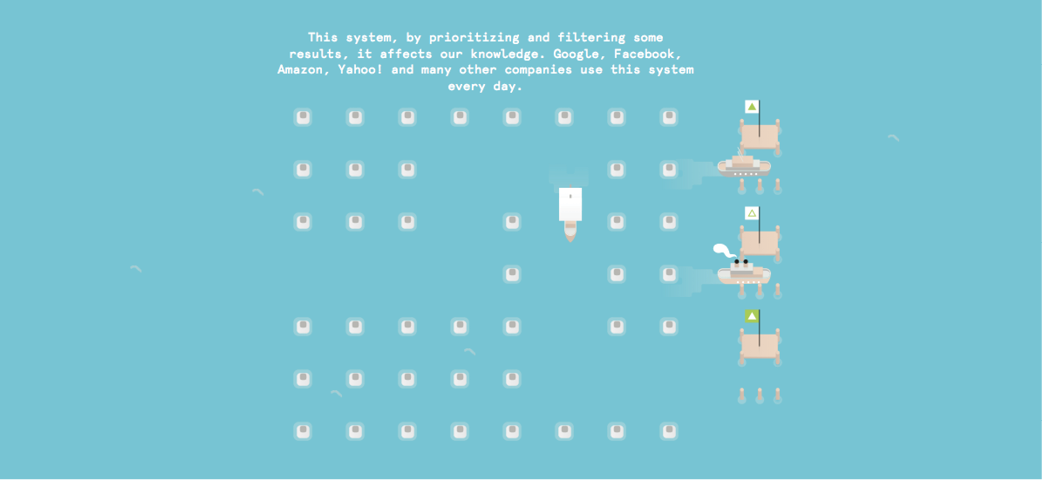 This system, by prioritizing and filtering some
results, it affects our knowledge. Google, Facebook,
Amazon, Yahoo! and many other companies use this system
every day.